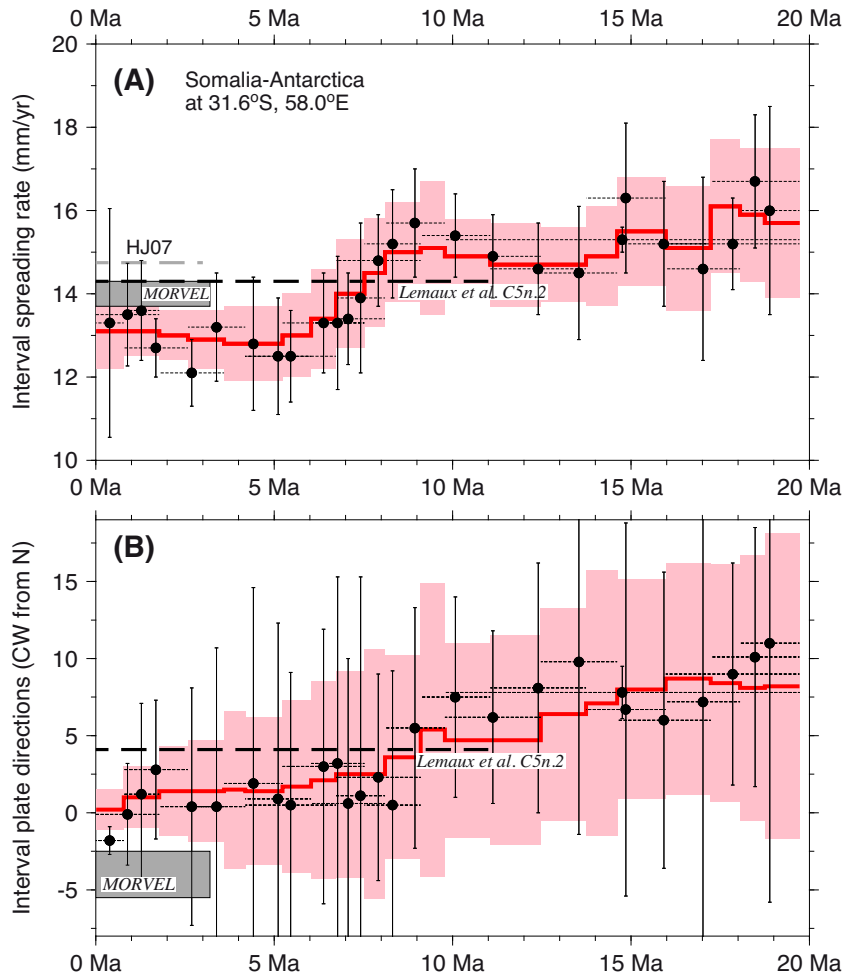 0 Ma 5 Ma 10 Ma 15 Ma 20 Ma
20
18
16
14
12
10
Interval spreading rate (mm/yr)
(A) Somalia-Antarctica
at 31.6°S, 58.0°E
HJ07
MORVEL
Lemaux et al. C5n.2
0 Ma 5 Ma 10 Ma 15 Ma 20 Ma
15
10
5
0
-5
Interval plate directions (CW from N)
(B)
Lemaux et al. C5n.2
MORVEL
0 Ma 5 Ma 10 Ma 15 Ma 20 Ma